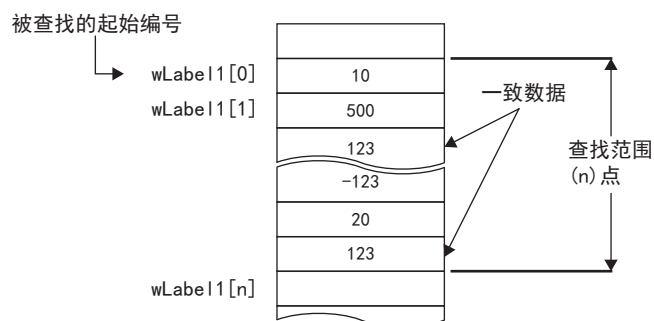 被查找的起始编号
wLabel1[0]
10
wLabel1[1]
500
一致数据
123
查找范围
(n)点
-123
20
123
wLabel1[n]